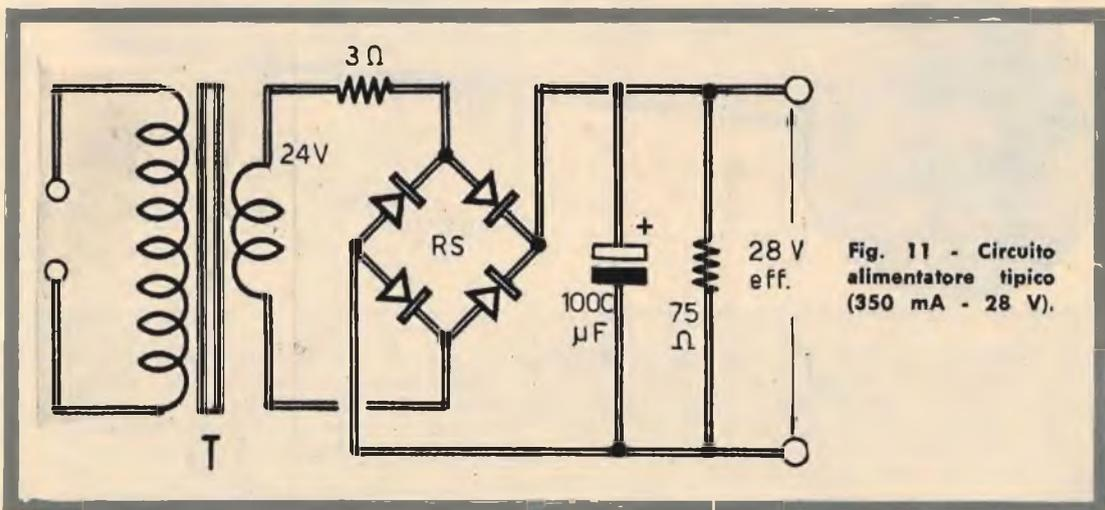 3 Ω
24V
RS
T
+
1000
µF
75
Ω
28 V
eff.
Fig. 11 - Circuito
alimentatore tipico
(350 mA - 28 V).